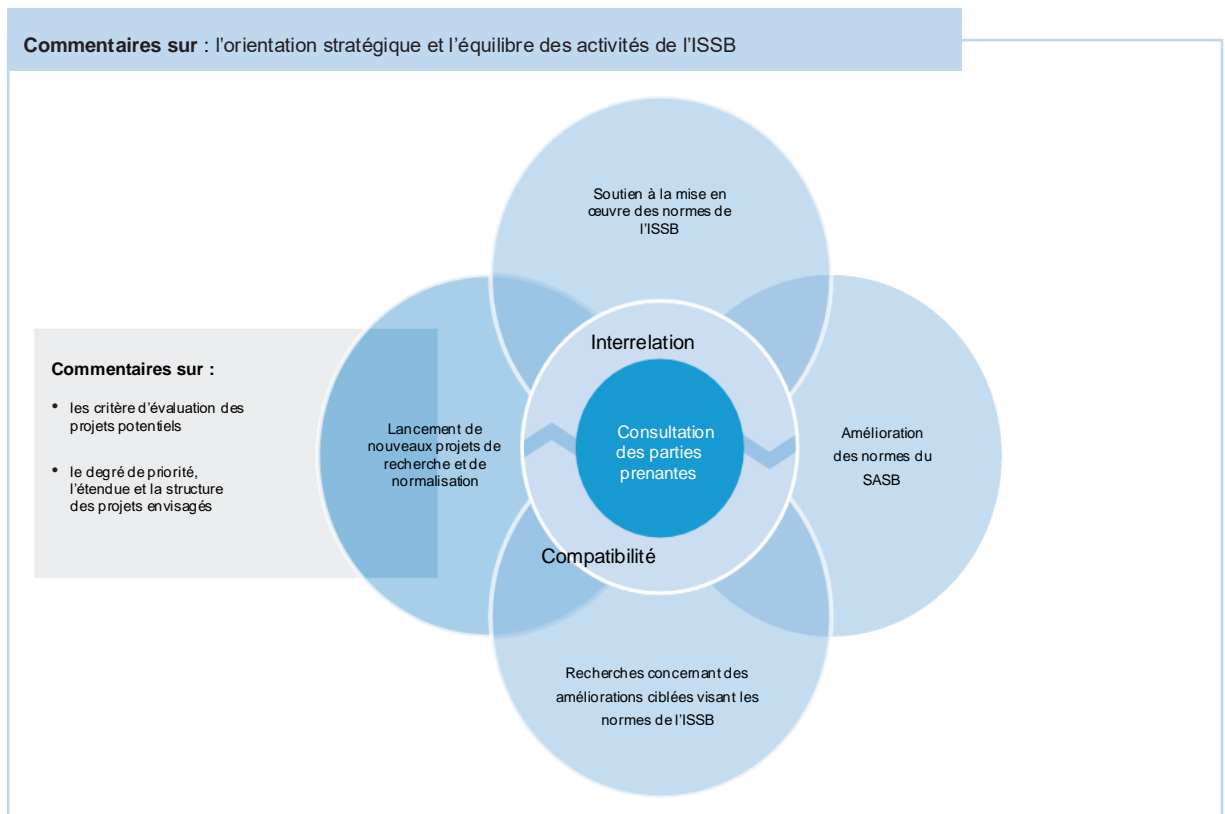 Commentaires sur : l'orientation stratégique et l'équilibre des activités de l'ISSB
Soutien à la mise en
œuvre des normes de
l'ISSB
Interrelation
Commentaires sur :
• les critère d'évaluation des
projets potentiels
• le degré de priorité,
l'étendue et la structure
des projets envisagés
Lancement de
nouveaux projets de
recherche et de
normalisation
Consultation
des parties
prenantes
Amélioration
des normes du
SASB
Compatibilité
Recherches concernant des
améliorations ciblées visant les
normes de l'ISSB